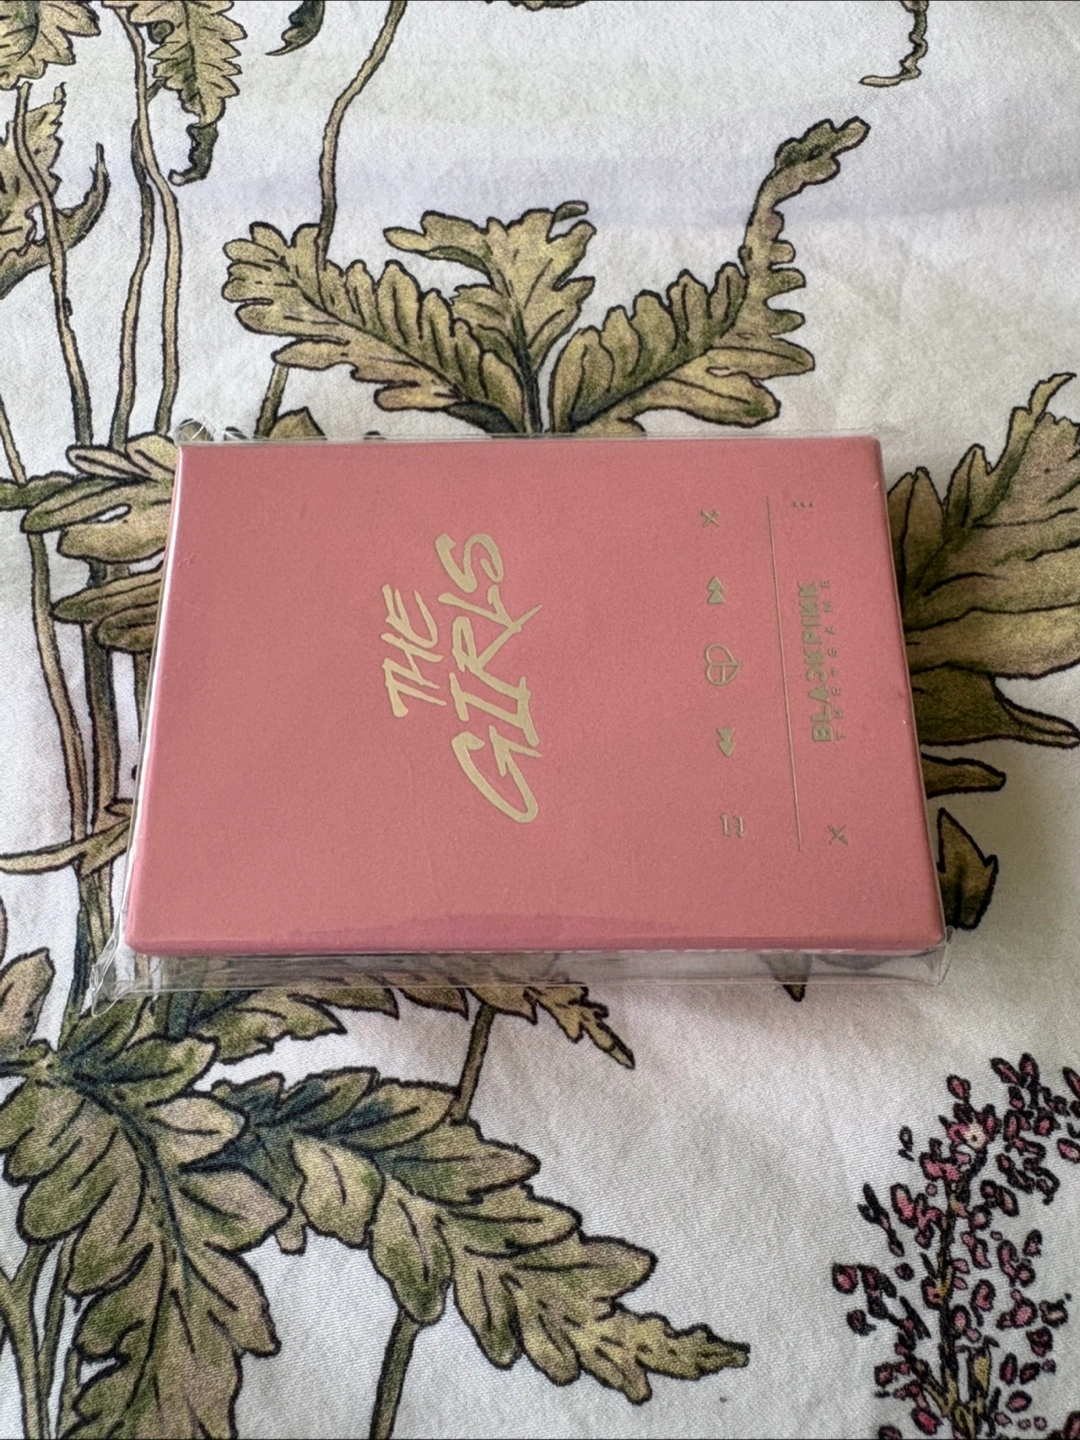 THE
GIRLS
BLACKPINK
THE GAME